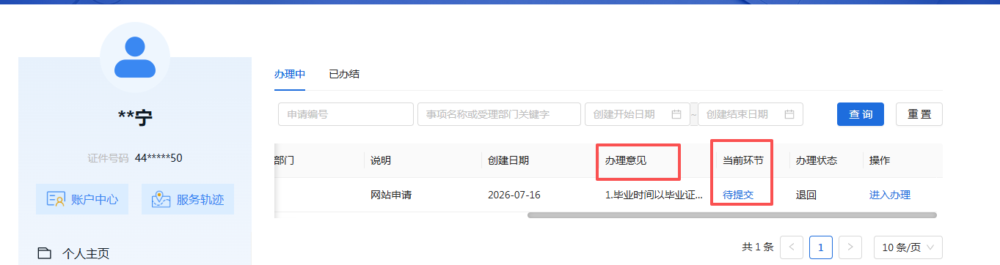 **宁
证件号码 44*****50
账户中心 服务轨迹
个人主页
办理中 已办结
申请编号 事项名称或受理部门关键字 创建开始日期 ~ 创建结束日期 查 询 重 置
部门 说明 创建日期 办理意见 当前环节 办理状态 操作
网站申请 2026-07-16 1.毕业时间以毕业证... 待提交 退回 进入办理
共 1 条 < 1 > 10 条/页